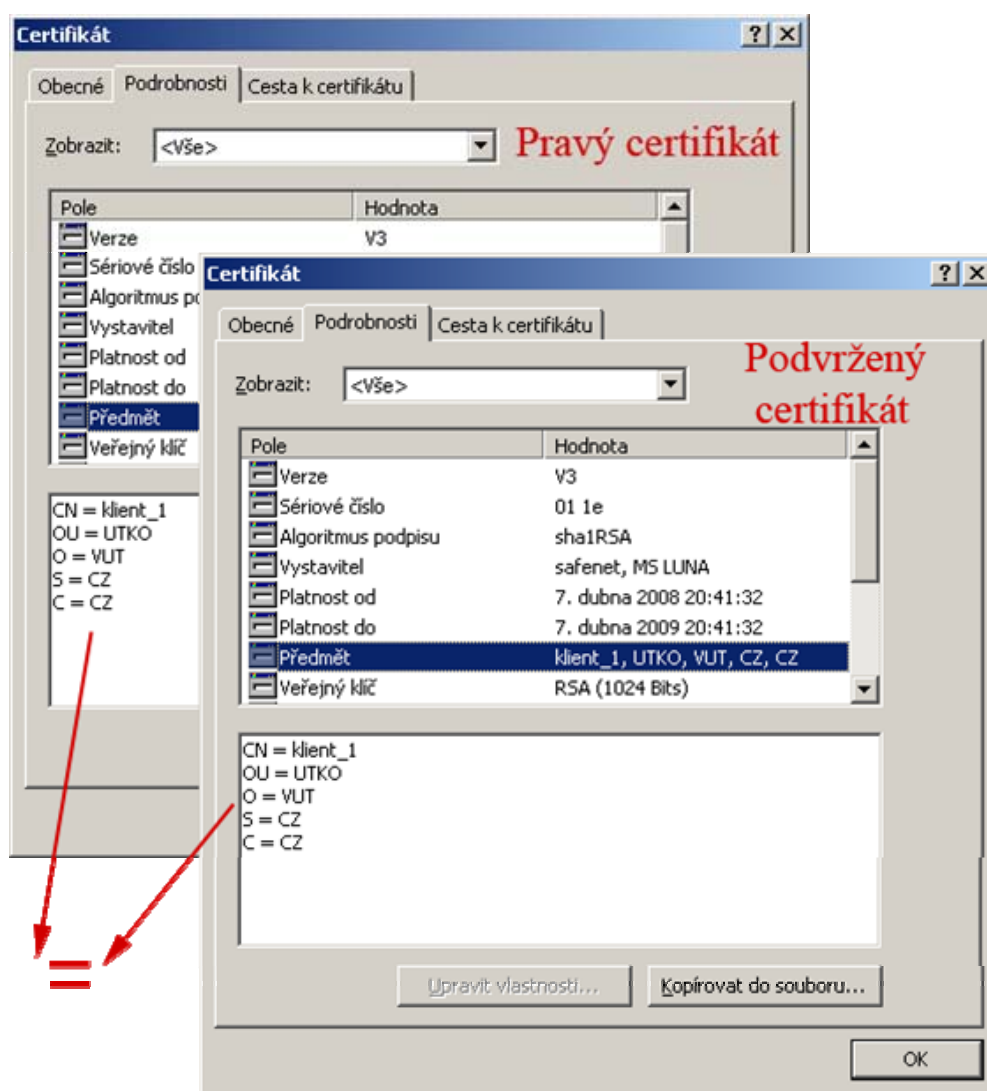 Certifikát
Obecné Podrobnosti Cesta k certifikátu
Zobrazit: <Vše>
Pravý certifikát
Pole Hodnota
Verze V3
Sériové číslo
Algoritmus
Vystavitel
Platnost od
Platnost do
Předmět
Veřejný klíč
CN = klient_1
OU = UTKO
O = VUT
S = CZ
C = CZ
Certifikát
Obecné Podrobnosti Cesta k certifikátu
Podvržený
certifikát
Zobrazit: <Vše>
Pole Hodnota
Verze V3
Sériové číslo 01 1e
Algoritmus podpisu sha1RSA
Vystavitel safenet, MS LUNA
Platnost od 7. dubna 2008 20:41:32
Platnost do 7. dubna 2009 20:41:32
Předmět klient_1, UTKO, VUT, CZ, CZ
Veřejný klíč RSA (1024 Bits)
CN = klient_1
OU = UTKO
O = VUT
S = CZ
C = CZ
=
Upravit vlastnosti... Kopírovat do souboru...
OK